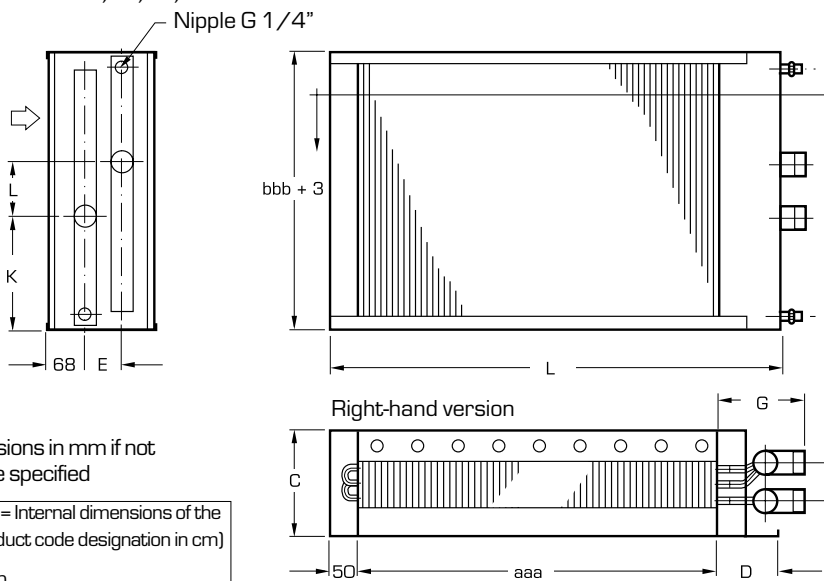 Nipple G 1/4”
L
K
68
E
bbb + 3
L
Right-hand version
G
C
50
aaa
D
sions in mm if not
e specified
= Internal dimensions of the
duct code designation in cm)